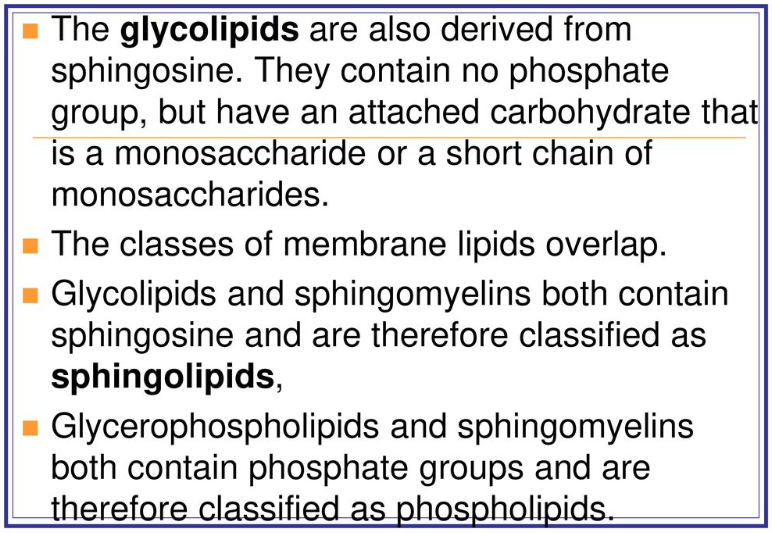 The glycolipids are also derived from
sphingosine. They contain no phosphate
group, but have an attached carbohydrate that
is a monosaccharide or a short chain of
monosaccharides.
The classes of membrane lipids overlap.
Glycolipids and sphingomyelins both contain
sphingosine and are therefore classified as
sphingolipids,
Glycerophospholipids and sphingomyelins
both contain phosphate groups and are
therefore classified as phospholipids.